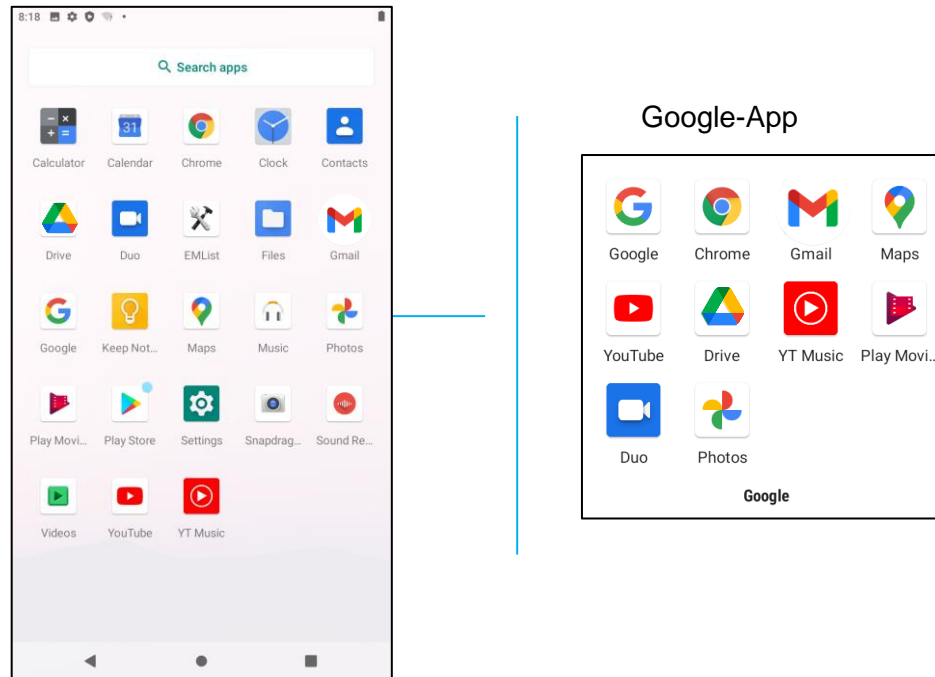 8:18
Search apps
31
Calculator Calendar Chrome Clock Contacts
Drive Duo EMList Files Gmail
Google Keep Not... Maps Music Photos
Play Movi... Play Store Settings Snapdrag... Sound Re...
Videos YouTube YT Music
Google-App
Google Chrome Gmail Maps
YouTube Drive YT Music Play Movi..
Duo Photos
Google